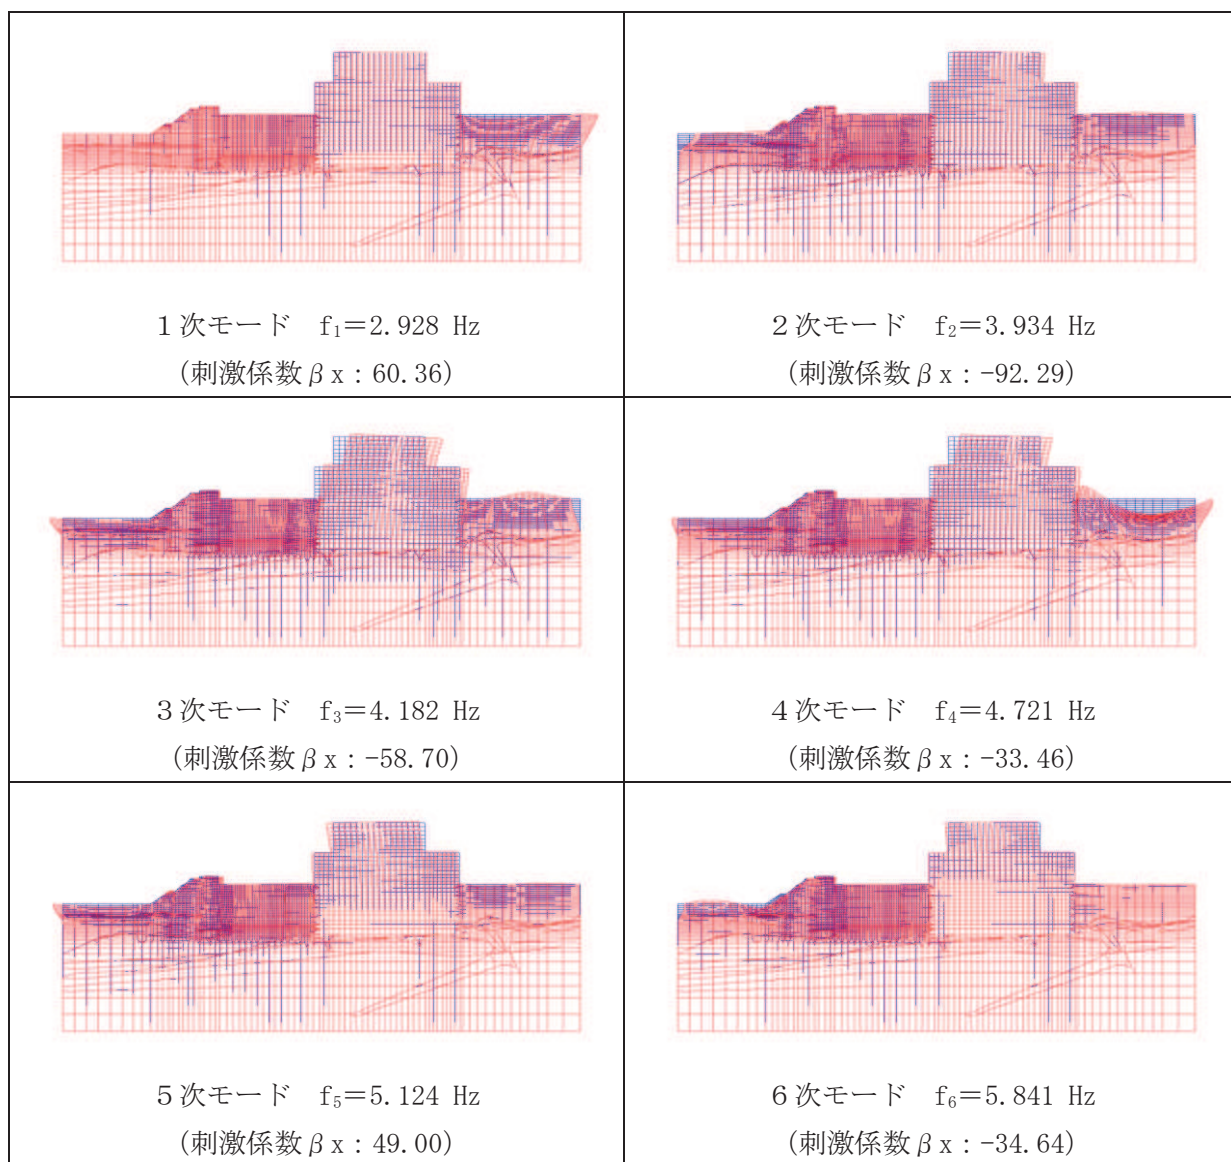 1次モード f₁＝2.928 Hz
(刺激係数βx：60.36)
2次モード f₂＝3.934 Hz
(刺激係数βx：-92.29)
3次モード f₃＝4.182 Hz
(刺激係数βx：-58.70)
4次モード f₄＝4.721 Hz
(刺激係数βx：-33.46)
5次モード f₅＝5.124 Hz
(刺激係数βx：49.00)
6次モード f₆＝5.841 Hz
(刺激係数βx：-34.64)